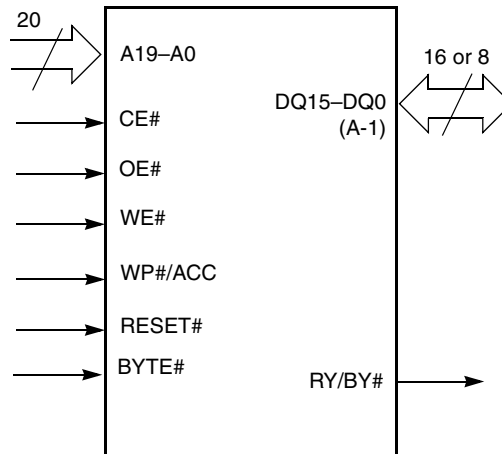 20
A19–A0
16 or 8
DQ15–DQ0
(A-1)
CE#
OE#
WE#
WP#/ACC
RESET#
BYTE#
RY/BY#